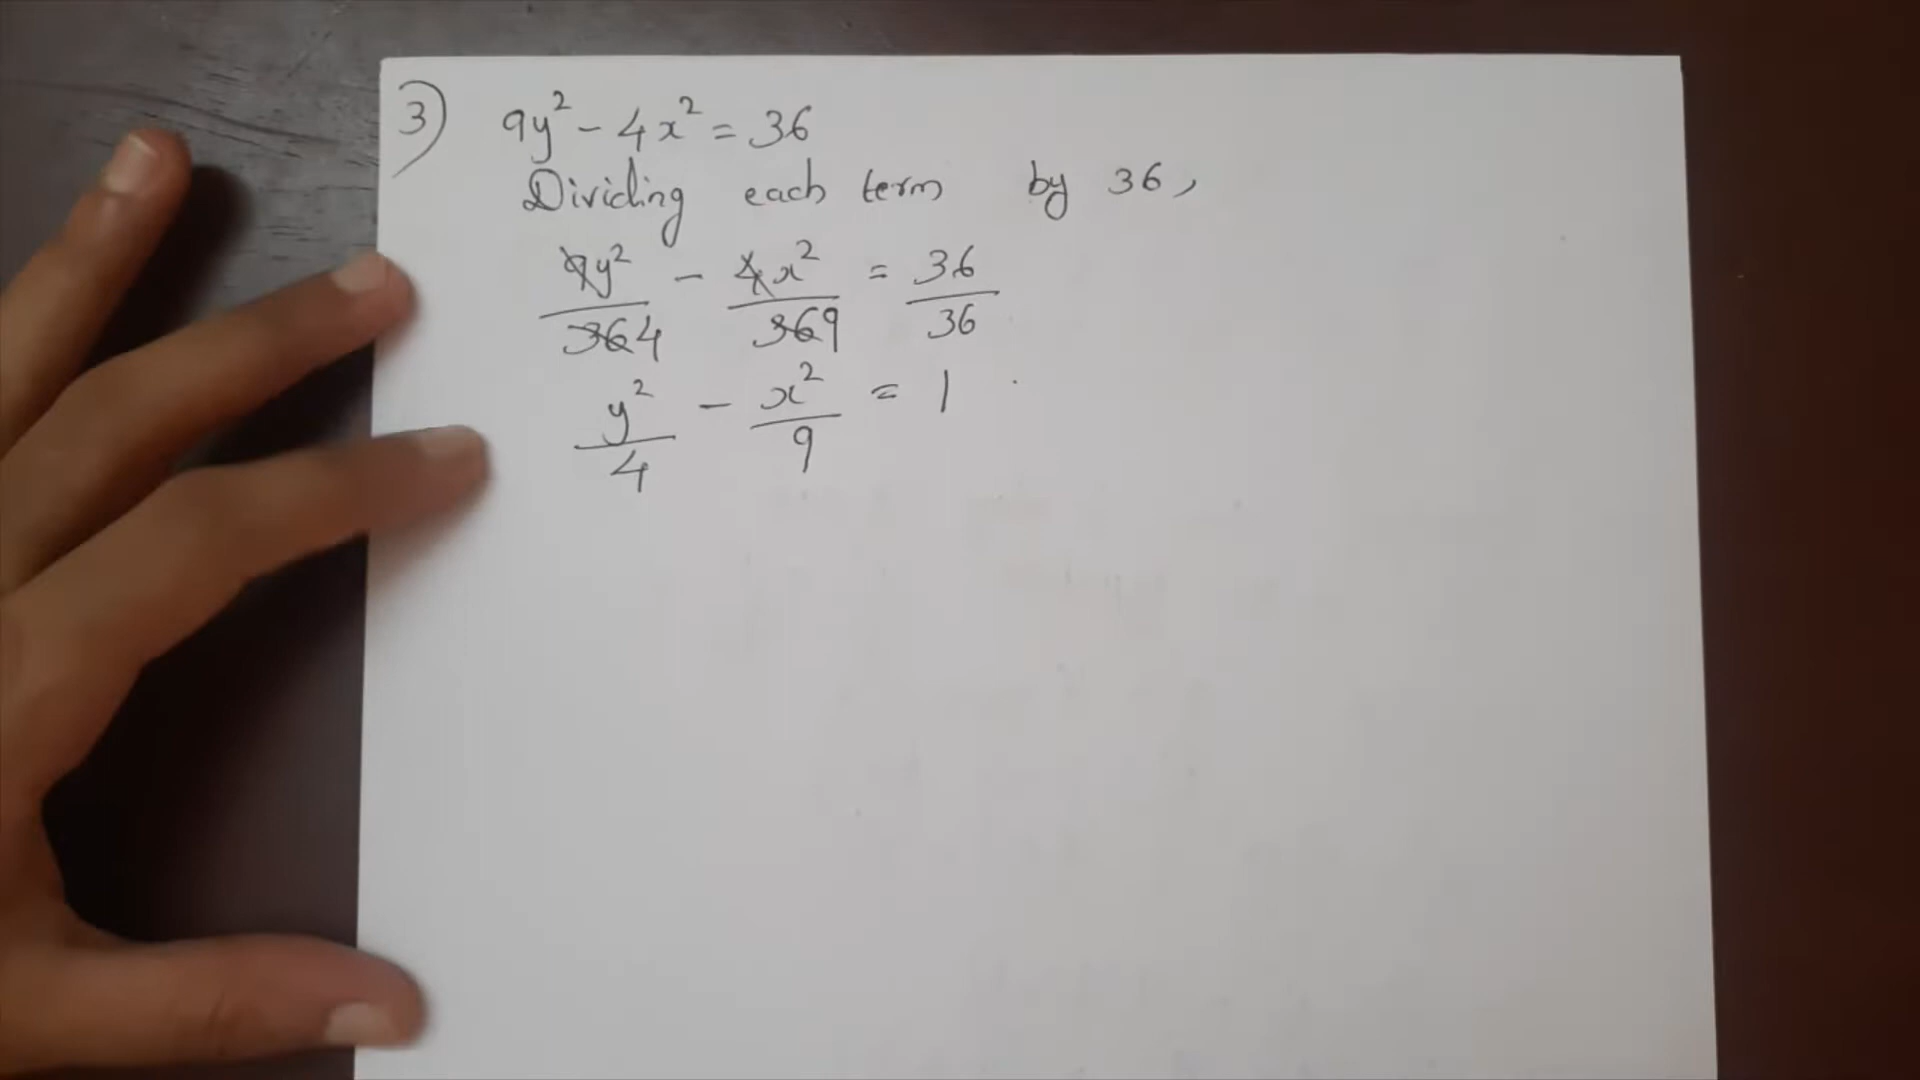 3) 9y² - 4x² = 36
Dividing each term by 36,
9y²/36 4 - 4x²/36 9 = 36/36
y²/4 - x²/9 = 1